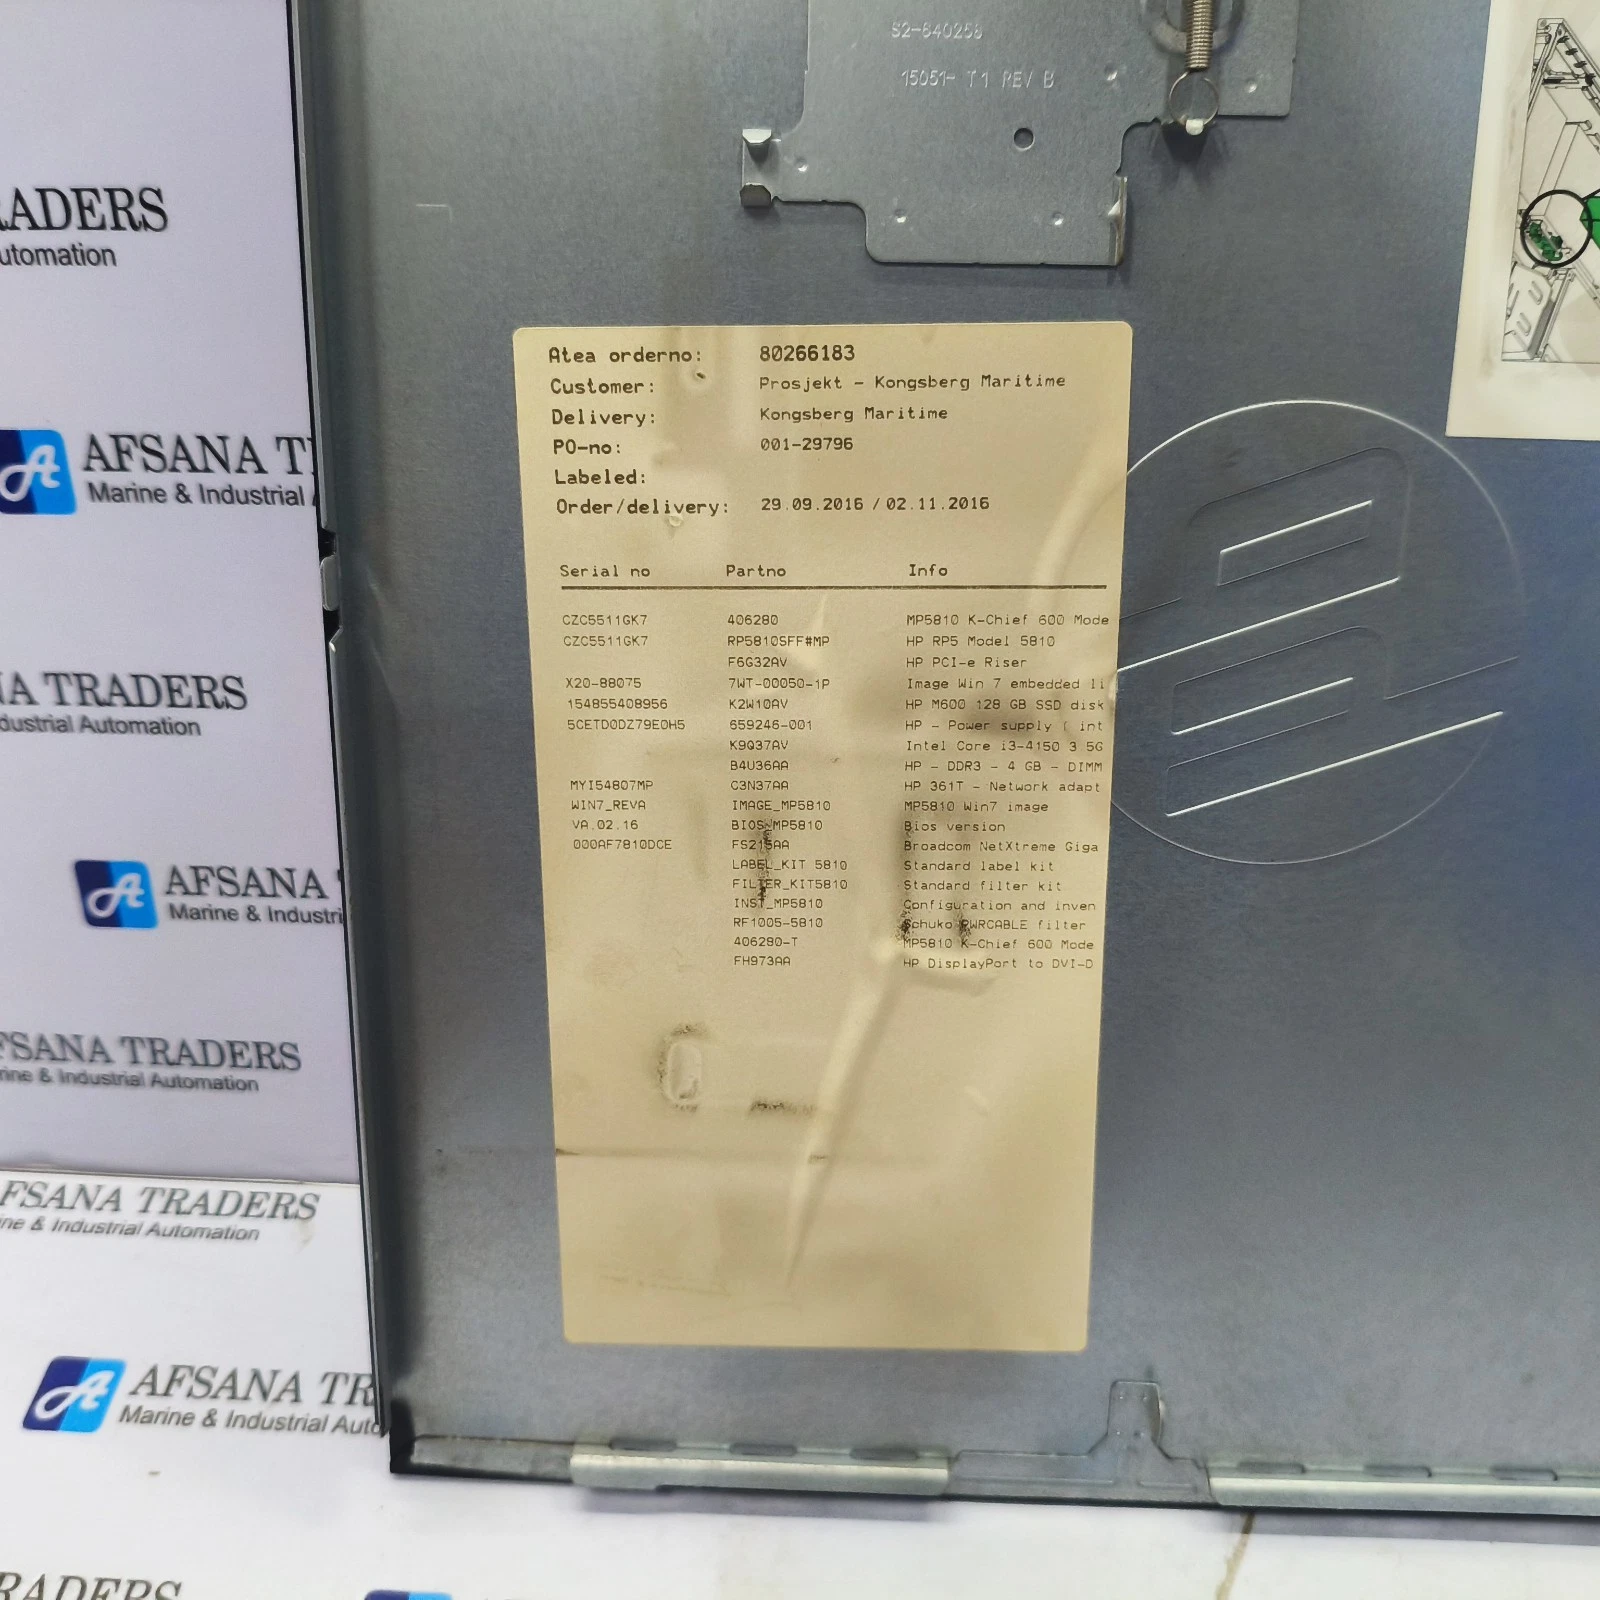 S2-640258
15051- T1 REV B
RADERS
utomation
AFSANA T
Marine & Industrial
A TRADERS
dustrial Automation
AFSANA
Marine & Industri
FSANA TRADERS
rine & Industrial Automation
FSANA TRADERS
ine & Industrial Automation
AFSANA TR
Marine & Industrial Auto
RADERS
Atea orderno: 80266183
Customer: Prosjekt - Kongsberg Maritime
Delivery: Kongsberg Maritime
PO-no: 001-29796
Labeled:
Order/delivery: 29.09.2016 / 02.11.2016
Serial no Partno Info
CZC5511GK7 406280 MP5810 K-Chief 600 Mode
CZC5511GK7 RP5810SFF#MP HP RP5 Model 5810
F6G32AV HP PCI-e Riser
X20-88075 7WT-00050-1P Image Win 7 embedded li
154855408956 K2W10AV HP M600 128 GB SSD disk
5CETD0DZ79E0H5 659246-001 HP - Power supply ( int
K9Q37AV Intel Core i3-4150 3 5G
B4U36AA HP - DDR3 - 4 GB - DIMM
MYI54807MP C3N37AA HP 361T - Network adapt
WIN7_REVA IMAGE_MP5810 MP5810 Win7 image
VA.02.16 BIOS_MP5810 Bios version
000AF7810DCE FS215AA Broadcom NetXtreme Giga
LABEL_KIT 5810 Standard label kit
FILTER_KIT5810 Standard filter kit
INST_MP5810 Configuration and inven
RF1005-5810 Schuko PWRCABLE filter
406280-T MP5810 K-Chief 600 Mode
FH973AA HP DisplayPort to DVI-D